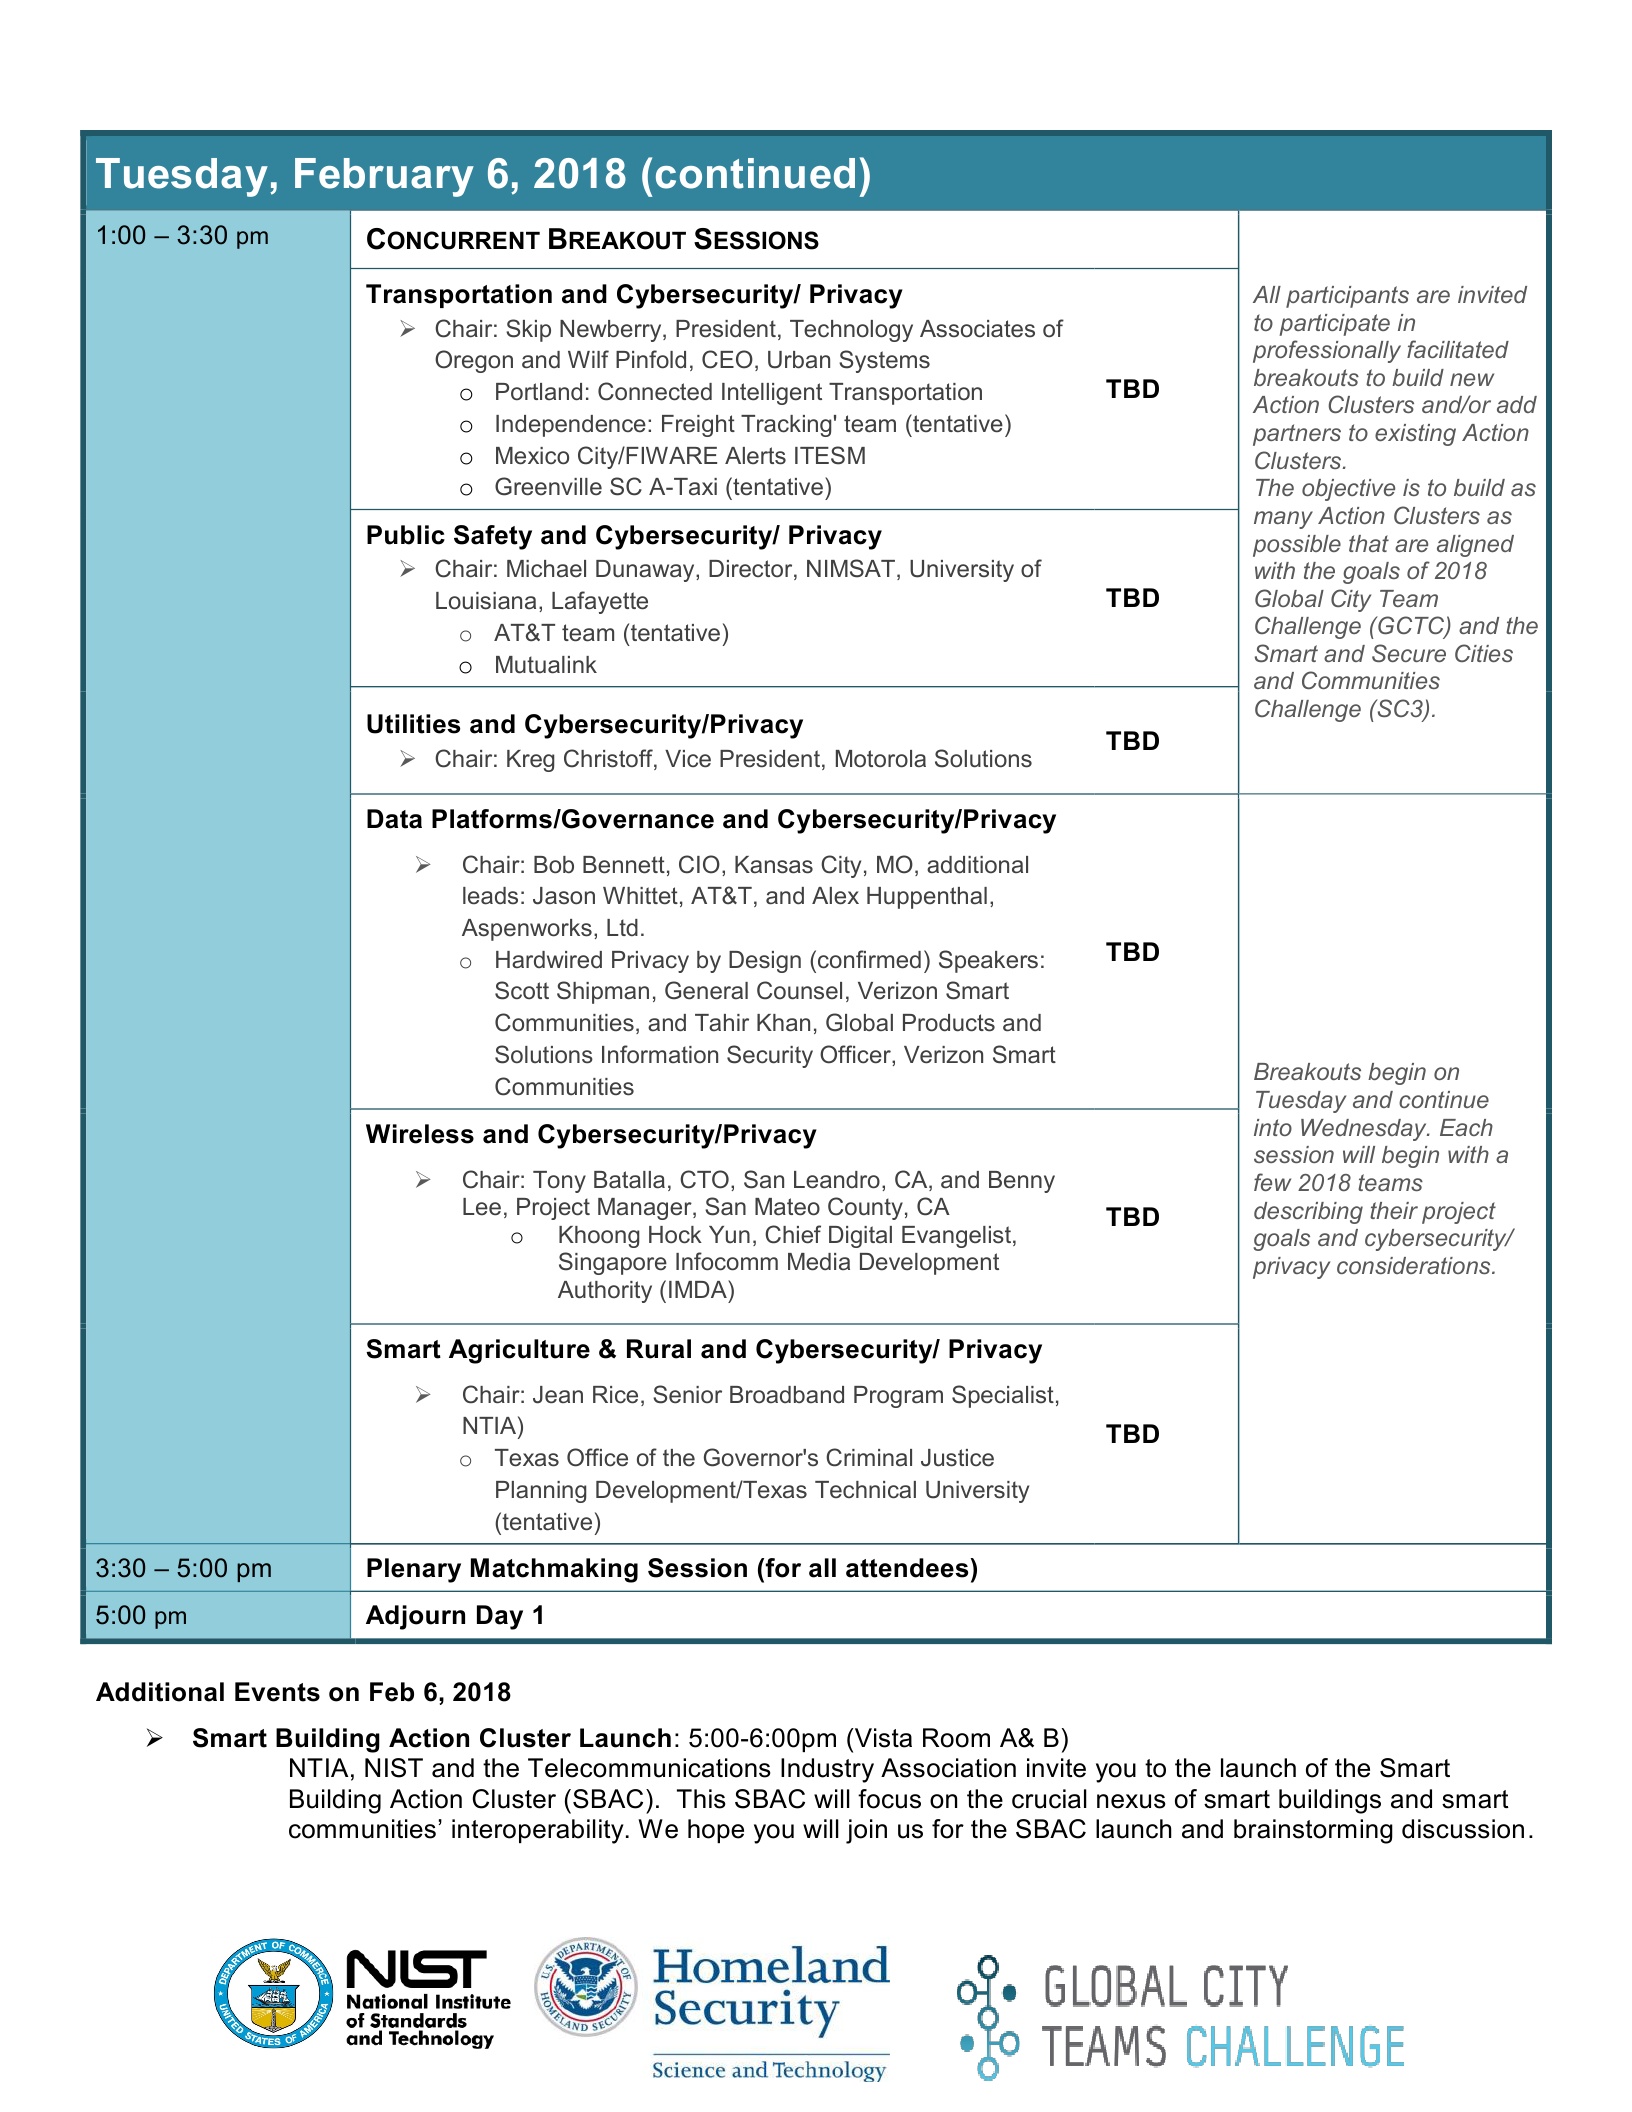 Tuesday, February 6, 2018 (continued)
1:00 – 3:30 pm
CONCURRENT BREAKOUT SESSIONS
Transportation and Cybersecurity/ Privacy
➢ Chair: Skip Newberry, President, Technology Associates of
Oregon and Wilf Pinfold, CEO, Urban Systems
o Portland: Connected Intelligent Transportation
o Independence: Freight Tracking' team (tentative)
o Mexico City/FIWARE Alerts ITESM
o Greenville SC A-Taxi (tentative)
TBD
Public Safety and Cybersecurity/ Privacy
➢ Chair: Michael Dunaway, Director, NIMSAT, University of
Louisiana, Lafayette
o AT&T team (tentative)
o Mutualink
TBD
Utilities and Cybersecurity/Privacy
➢ Chair: Kreg Christoff, Vice President, Motorola Solutions
TBD
All participants are invited
to participate in
professionally facilitated
breakouts to build new
Action Clusters and/or add
partners to existing Action
Clusters.
The objective is to build as
many Action Clusters as
possible that are aligned
with the goals of 2018
Global City Team
Challenge (GCTC) and the
Smart and Secure Cities
and Communities
Challenge (SC3).
Data Platforms/Governance and Cybersecurity/Privacy
➢ Chair: Bob Bennett, CIO, Kansas City, MO, additional
leads: Jason Whittet, AT&T, and Alex Huppenthal,
Aspenworks, Ltd.
o Hardwired Privacy by Design (confirmed) Speakers:
Scott Shipman, General Counsel, Verizon Smart
Communities, and Tahir Khan, Global Products and
Solutions Information Security Officer, Verizon Smart
Communities
TBD
Wireless and Cybersecurity/Privacy
➢ Chair: Tony Batalla, CTO, San Leandro, CA, and Benny
Lee, Project Manager, San Mateo County, CA
o Khoong Hock Yun, Chief Digital Evangelist,
Singapore Infocomm Media Development
Authority (IMDA)
TBD
Smart Agriculture & Rural and Cybersecurity/ Privacy
➢ Chair: Jean Rice, Senior Broadband Program Specialist,
NTIA)
o Texas Office of the Governor's Criminal Justice
Planning Development/Texas Technical University
(tentative)
TBD
Breakouts begin on
Tuesday and continue
into Wednesday. Each
session will begin with a
few 2018 teams
describing their project
goals and cybersecurity/
privacy considerations.
3:30 – 5:00 pm
Plenary Matchmaking Session (for all attendees)
5:00 pm
Adjourn Day 1
Additional Events on Feb 6, 2018
➢ Smart Building Action Cluster Launch: 5:00-6:00pm (Vista Room A& B)
NTIA, NIST and the Telecommunications Industry Association invite you to the launch of the Smart
Building Action Cluster (SBAC).  This SBAC will focus on the crucial nexus of smart buildings and smart
communities’ interoperability. We hope you will join us for the SBAC launch and brainstorming discussion.
DEPARTMENT OF COMMERCE
UNITED STATES OF AMERICA
NIST
National Institute
of Standards
and Technology
U.S. DEPARTMENT OF
HOMELAND SECURITY
Homeland
Security
Science and Technology
GLOBAL CITY
TEAMS CHALLENGE